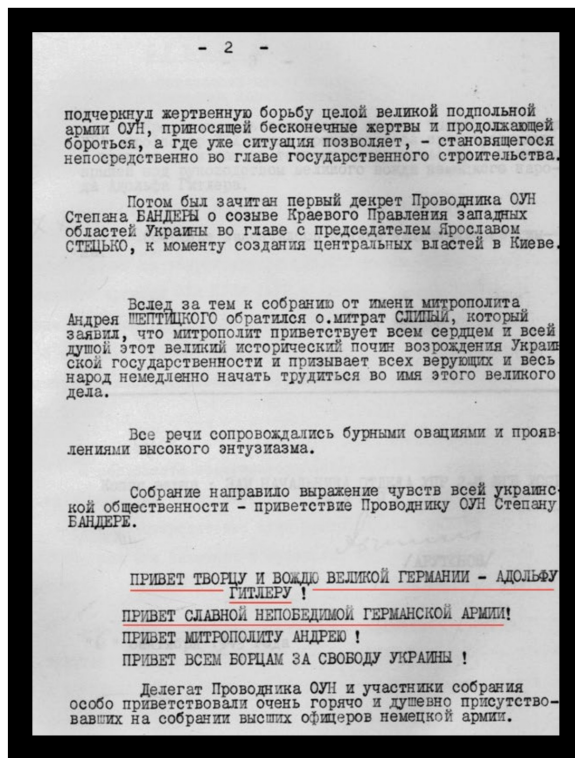 - 2 -
подчеркнул жертвенную борьбу целой великой подпольной
армии ОУН, приносящей бесконечные жертвы и продолжающей
бороться, а где уже ситуация позволяет, - становящегося
непосредственно во главе государственного строительства.
Потом был зачитан первый декрет Проводника ОУН
Степана БАНДЕРЫ о созыве Краевого Правления западных
областей Украины во главе с председателем Ярославом
СТЕЦЬКО, к моменту создания центральных властей в Киеве.
Вслед за тем к собранию от имени митрополита
Андрея ШЕПТИЦКОГО обратился о.митрат СЛИПЫЙ, который
заявил, что митрополит приветствует всем сердцем и всей
душой этот великий исторический почин возрождения Украин
ской государственности и призывает всех верующих и весь
народ немедленно начать трудиться во имя этого великого
дела.
Все речи сопровождались бурными овациями и прояв-
лениями высокого энтузиазма.
Собрание направило выражение чувств всей украинс-
кой общественности - приветствие Проводнику ОУН Степану
БАНДЕРЕ.
ПРИВЕТ ТВОРЦУ И ВОЖДЮ ВЕЛИКОЙ ГЕРМАНИИ - АДОЛЬФУ
ГИТЛЕРУ !
ПРИВЕТ СЛАВНОЙ НЕПОБЕДИМОЙ ГЕРМАНСКОЙ АРМИИ!
ПРИВЕТ МИТРОПОЛИТУ АНДРЕЮ !
ПРИВЕТ ВСЕМ БОРЦАМ ЗА СВОБОДУ УКРАИНЫ !
Делегат Проводника ОУН и участники собрания
особо приветствовали очень горячо и душевно присутство-
вавших на собрании высших офицеров немецкой армии.